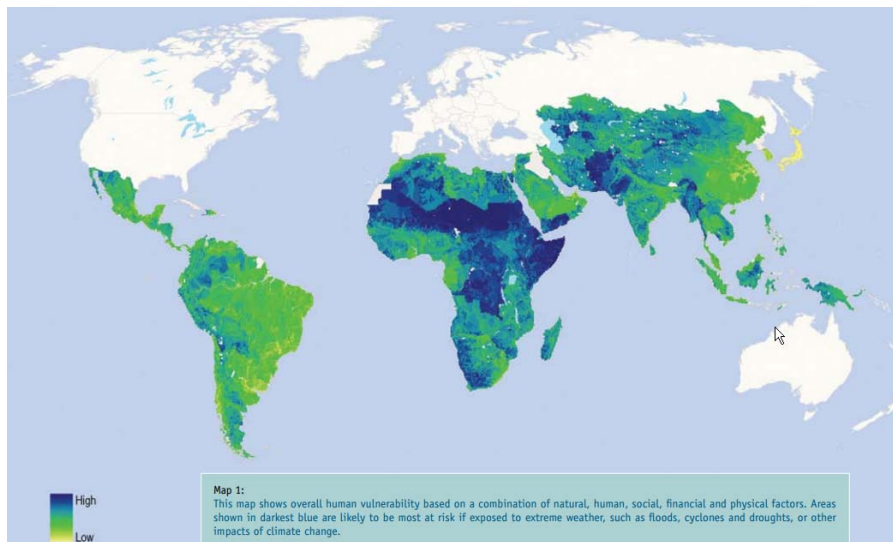 High
Low
Map 1:
This map shows overall human vulnerability based on a combination of natural, human, social, financial and physical factors. Areas
shown in darkest blue are likely to be most at risk if exposed to extreme weather, such as floods, cyclones and droughts, or other
impacts of climate change.